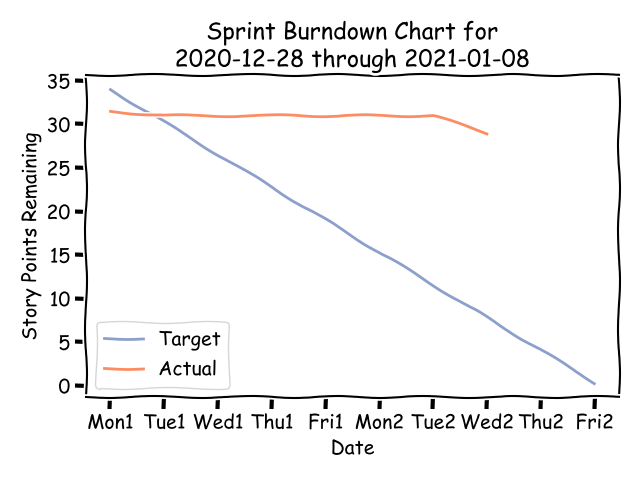 Sprint Burndown Chart for
2020-12-28 through 2021-01-08
Story Points Remaining
35
30
25
20
15
10
5
0
Target
Actual
Mon1 Tue1 Wed1 Thu1 Fri1 Mon2 Tue2 Wed2 Thu2 Fri2
Date